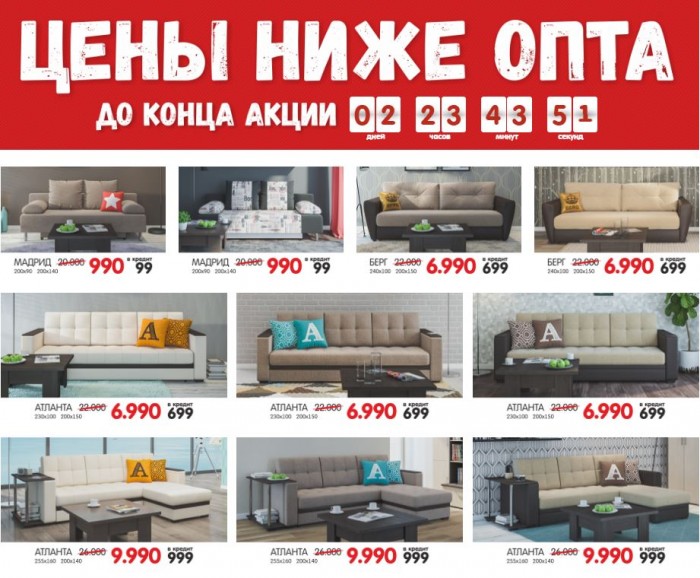 ЦЕНЫ НИЖЕ ОПТА
ДО КОНЦА АКЦИИ 02 23 43 51
дней часов минут секунд
МАДРИД 20.000 990 в кредит 99
200x90 200x140
МАДРИД 20.000 990 в кредит 99
200x90 200x140
БЕРГ 22.000 6.990 в кредит 699
240x100 200x150
БЕРГ 22.000 6.990 в кредит 699
240x100 200x150
АТЛАНТА 22.000 6.990 в кредит 699
230x100 200x150
АТЛАНТА 22.000 6.990 в кредит 699
230x100 200x150
АТЛАНТА 22.000 6.990 в кредит 699
230x100 200x150
АТЛАНТА 26.000 9.990 в кредит 999
255x160 200x140
АТЛАНТА 26.000 9.990 в кредит 999
255x160 200x140
АТЛАНТА 26.000 9.990 в кредит 999
255x160 200x140